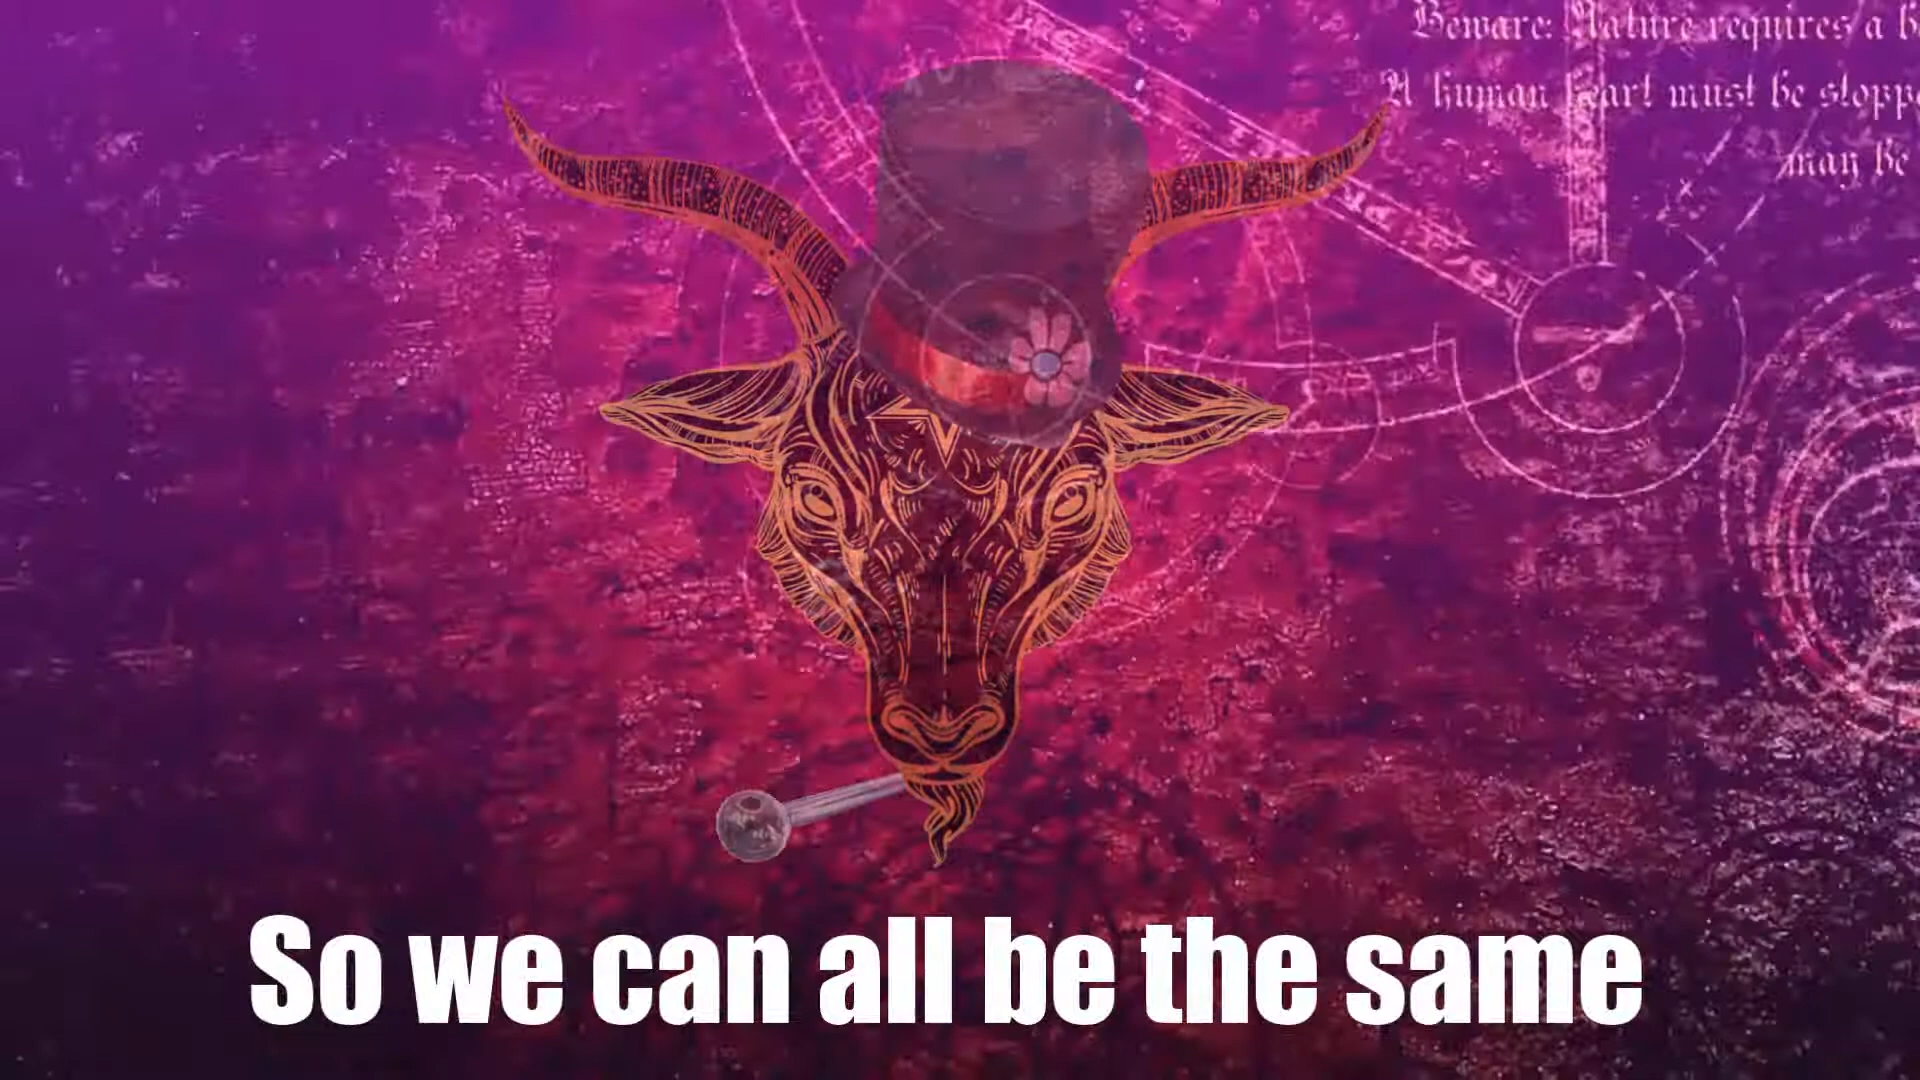 Beware: Nature requires a
A human heart must be
may be
So we can all be the same